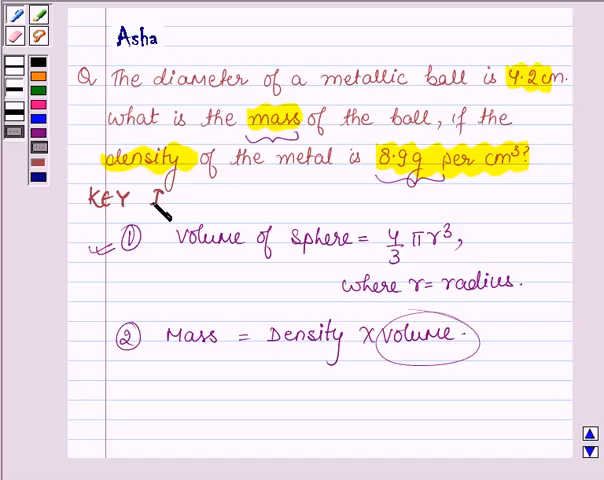 Asha
Q The diameter of a metallic ball is 4.2cm.
what is the mass of the ball, if the
density of the metal is 8.9g per cm³?
KEY I
① Volume of sphere = 4/3 πr³,
where r = radius.
② Mass = Density x Volume.